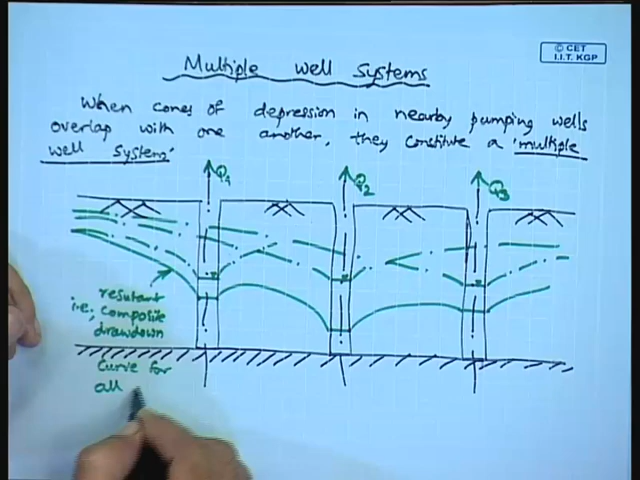 © CET
I.I.T. KGP
Multiple well Systems
When cones of depression in nearby pumping wells
overlap with one another, they constitute a 'multiple
well system'
Q1
Q2
Q3
resutant
i.e., composite
drawdown
Curve for
all